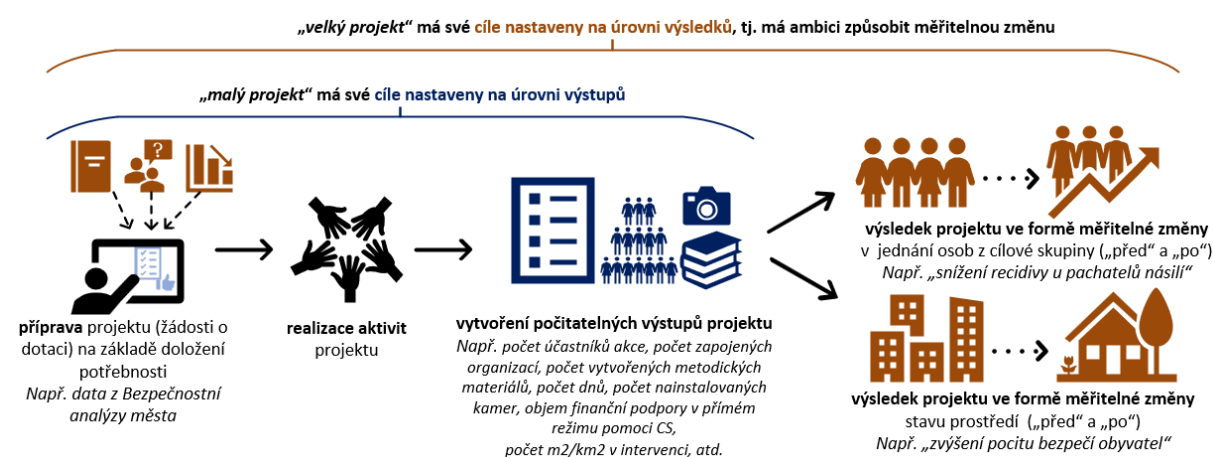 „velký projekt“ má své cíle nastaveny na úrovni výsledků, tj. má ambici způsobit měřitelnou změnu
„malý projekt“ má své cíle nastaveny na úrovni výstupů
?
příprava projektu (žádosti o
dotaci) na základě doložení
potřebnosti
Např. data z Bezpečnostní
analýzy města
realizace aktivit
projektu
vytvoření počitatelných výstupů projektu
Např. počet účastníků akce, počet zapojených
organizací, počet vytvořených metodických
materiálů, počet dnů, počet nainstalovaných
kamer, objem finanční podpory v přímém
režimu pomoci CS,
počet m2/km2 v intervenci, atd.
výsledek projektu ve formě měřitelné změny
v jednání osob z cílové skupiny („před“ a „po“)
Např. „snížení recidivy u pachatelů násilí“
výsledek projektu ve formě měřitelné změny
stavu prostředí („před“ a „po“)
Např. „zvýšení pocitu bezpečí obyvatel“